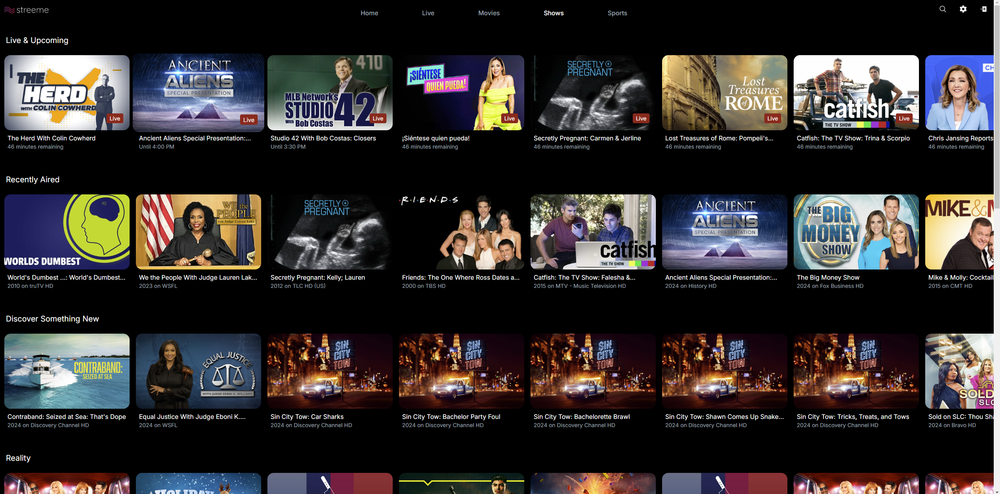 streeme
Home
Live
Movies
Shows
Sports
Live & Upcoming
THE
HERD
WITH COLIN COWHERD
Live
ANCIENT
ALIENS
SPECIAL PRESENTATION
Live
410
MLB Network's
STUDIO 42
With Bob Costas
Live
¡SIÉNTESE
QUIEN PUEDA!
Live
SECRETLY
PREGNANT
Live
Lost
Treasures
of ROME
Live
catfish
THE TV SHOW
Live
CH
The Herd With Colin Cowherd
46 minutes remaining
Ancient Aliens Special Presentation:...
Until 4:00 PM
Studio 42 With Bob Costas: Closers
Until 3:30 PM
¡Siéntese quien pueda!
46 minutes remaining
Secretly Pregnant: Carmen & Jerline
46 minutes remaining
Lost Treasures of Rome: Pompeii's...
46 minutes remaining
Catfish: The TV Show: Trina & Scorpio
46 minutes remaining
Chris Jansing Reports
46 minutes remaining
Recently Aired
WORLDS DUMBEST
WE the
PEOPLE
with Judge Lauren Lake
SECRETLY
PREGNANT
F·R·I·E·N·D·S
catfish
THE TV SHOW
ANCIENT
ALIENS
SPECIAL PRESENTATION
THE
BIG
MONEY
SHOW
MIKE &
World's Dumbest ...: World's Dumbest...
2010 on truTV HD
We the People With Judge Lauren Lak...
2023 on WSFL
Secretly Pregnant: Kelly; Lauren
2012 on TLC HD (US)
Friends: The One Where Ross Dates a...
2000 on TBS HD
Catfish: The TV Show: Falesha &...
2015 on MTV - Music Television HD
Ancient Aliens Special Presentation:...
2024 on History HD
The Big Money Show
2024 on Fox Business HD
Mike & Molly: Cocktail
2015 on CMT HD
Discover Something New
CONTRABAND:
SEIZED AT SEA
EQUAL JUSTICE
WITH JUDGE EBONI K. WILLIAMS
SIN
CITY
TOW
SIN
CITY
TOW
SIN
CITY
TOW
SIN
CITY
TOW
SIN
CITY
TOW
SOLD
SLC
Contraband: Seized at Sea: That's Dope
2024 on Discovery Channel HD
Equal Justice With Judge Eboni K....
2024 on WSFL
Sin City Tow: Car Sharks
2024 on Discovery Channel HD
Sin City Tow: Bachelor Party Foul
2024 on Discovery Channel HD
Sin City Tow: Bachelorette Brawl
2024 on Discovery Channel HD
Sin City Tow: Shawn Comes Up Snake...
2024 on Discovery Channel HD
Sin City Tow: Tricks, Treats, and Tows
2024 on Discovery Channel HD
Sold on SLC: Thou Sha
2024 on Bravo HD
Reality
HOLIDAY